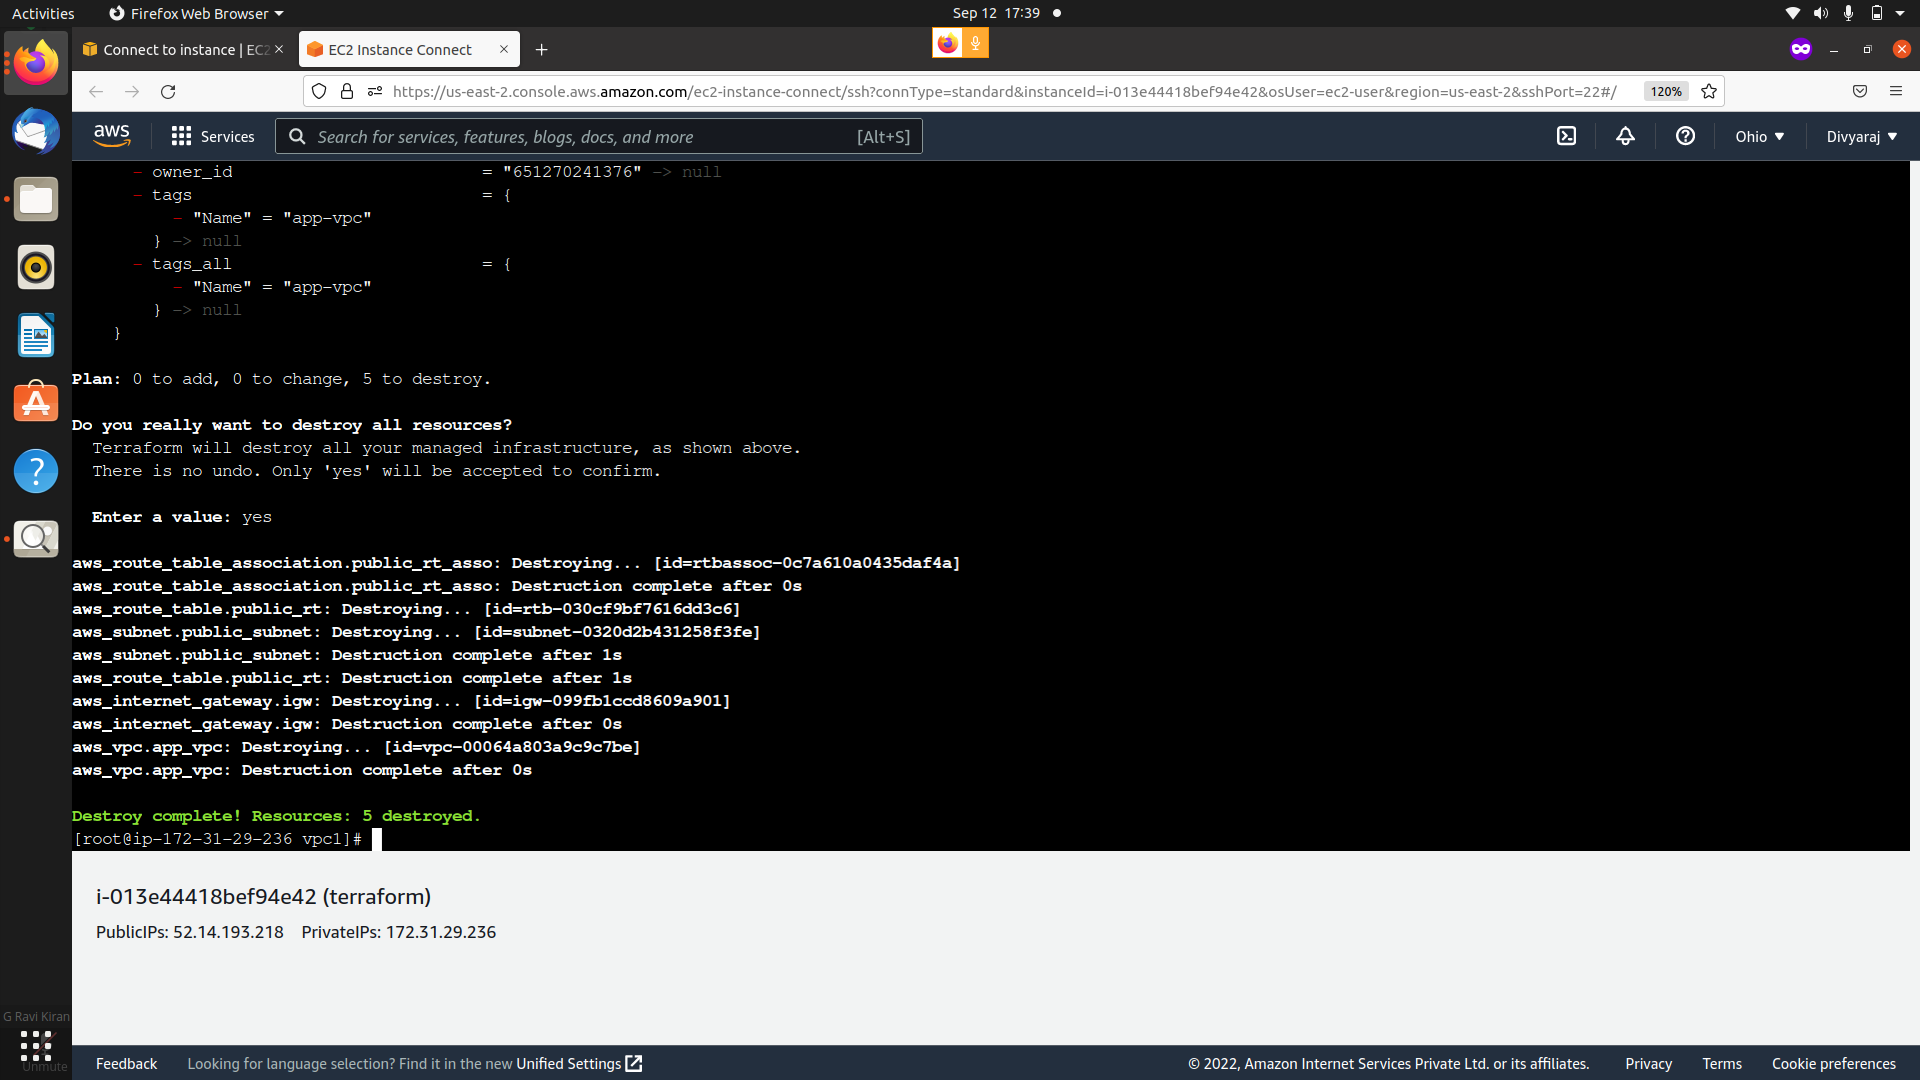 Activities
Firefox Web Browser
Sep 12 17:39
Connect to instance | EC2
EC2 Instance Connect
https://us-east-2.console.aws.amazon.com/ec2-instance-connect/ssh?connType=standard&instanceId=i-013e44418bef94e42&osUser=ec2-user&region=us-east-2&sshPort=22#/
120%
aws
Services
Search for services, features, blogs, docs, and more
[Alt+S]
Ohio
Divyaraj
- owner_id = "651270241376" -> null
- tags = {
- "Name" = "app-vpc"
} -> null
- tags_all = {
- "Name" = "app-vpc"
} -> null
}
Plan: 0 to add, 0 to change, 5 to destroy.
Do you really want to destroy all resources?
Terraform will destroy all your managed infrastructure, as shown above.
There is no undo. Only 'yes' will be accepted to confirm.
Enter a value: yes
aws_route_table_association.public_rt_asso: Destroying... [id=rtbassoc-0c7a610a0435daf4a]
aws_route_table_association.public_rt_asso: Destruction complete after 0s
aws_route_table.public_rt: Destroying... [id=rtb-030cf9bf7616dd3c6]
aws_subnet.public_subnet: Destroying... [id=subnet-0320d2b431258f3fe]
aws_subnet.public_subnet: Destruction complete after 1s
aws_route_table.public_rt: Destruction complete after 1s
aws_internet_gateway.igw: Destroying... [id=igw-099fb1ccd8609a901]
aws_internet_gateway.igw: Destruction complete after 0s
aws_vpc.app_vpc: Destroying... [id=vpc-00064a803a9c9c7be]
aws_vpc.app_vpc: Destruction complete after 0s
Destroy complete! Resources: 5 destroyed.
[root@ip-172-31-29-236 vpc1]#
i-013e44418bef94e42 (terraform)
PublicIPs: 52.14.193.218 PrivateIPs: 172.31.29.236
G Ravi Kiran
Unmute
Feedback
Looking for language selection? Find it in the new Unified Settings
© 2022, Amazon Internet Services Private Ltd. or its affiliates.
Privacy
Terms
Cookie preferences